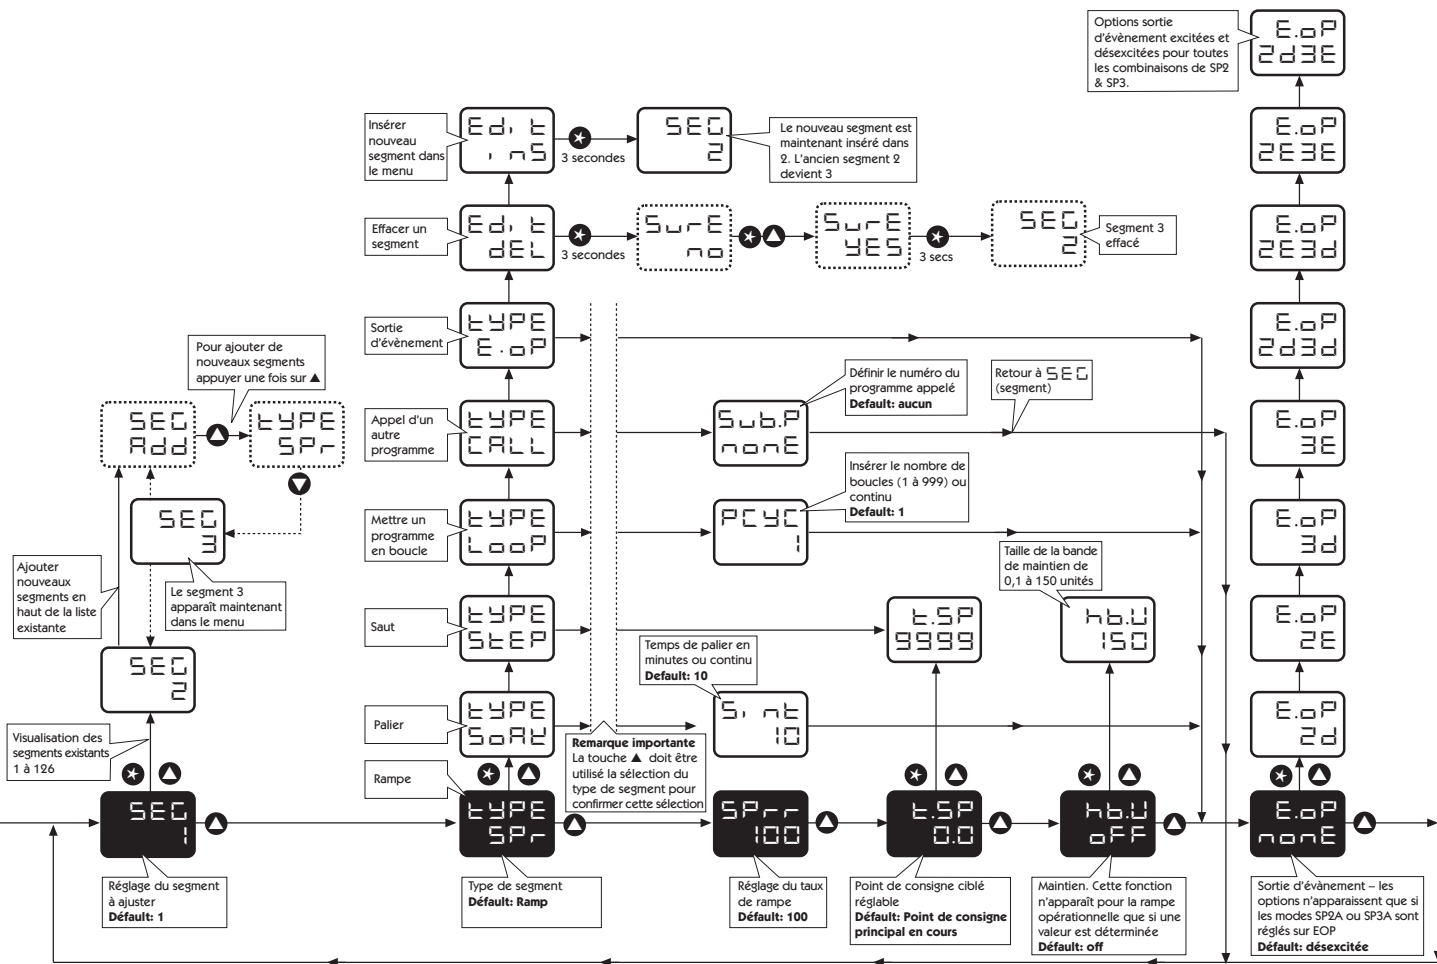 Options sortie
d'évènement excitées et
désexcitées pour toutes
les combinaisons de SP2
& SP3.
E.oP
2d3E
Insérer
nouveau
segment dans
le menu
Edit
inS
3 secondes
SEG
2
Le nouveau segment est
maintenant inséré dans
2. L'ancien segment 2
devient 3
E.oP
2E3E
Effacer un
segment
Edit
dEL
3 secondes
SurE
no
SurE
YES
3 secs
SEG
2
Segment 3
effacé
E.oP
2E3d
Sortie
d'évènement
tYPE
E.oP
E.oP
2d3d
Pour ajouter de
nouveaux segments
appuyer une fois sur ▲
SEG
Add
tYPE
SPr
Appel d'un
autre
programme
tYPE
CALL
Définir le numéro du
programme appelé
Default: aucun
Sub.P
nonE
Retour à SEG
(segment)
E.oP
3E
SEG
3
Le segment 3
apparaît maintenant
dans le menu
Ajouter
nouveaux
segments en
haut de la liste
existante
Mettre un
programme
en boucle
tYPE
LooP
Insérer le nombre de
boucles (1 à 999) ou
continu
Default: 1
PCYC
1
E.oP
3d
Taille de la bande
de maintien de
0,1 à 150 unités
SEG
2
Saut
tYPE
StEP
t.SP
9999
hb.U
150
E.oP
2E
Visualisation des
segments existants
1 à 126
Palier
tYPE
SoAK
Temps de palier en
minutes ou continu
Default: 10
Si nt
10
E.oP
2d
Remarque importante
La touche ▲ doit être
utilisé la sélection du
type de segment pour
confirmer cette sélection
Rampe
SEG
1
tYPE
SPr
SPrr
100
t.SP
0.0
hb.U
oFF
E.oP
nonE
Réglage du segment
à ajuster
Défault: 1
Type de segment
Défault: Ramp
Réglage du taux
de rampe
Défault: 100
Point de consigne ciblé
réglable
Défault: Point de consigne
principal en cours
Maintien. Cette fonction
n'apparaît pour la rampe
opérationnelle que si une
valeur est déterminée
Défault: off
Sortie d'évànement – les
options n'apparaissent que si
les modes SP2A ou SP3A sont
réglés sur EOP
Défault: désexcitée